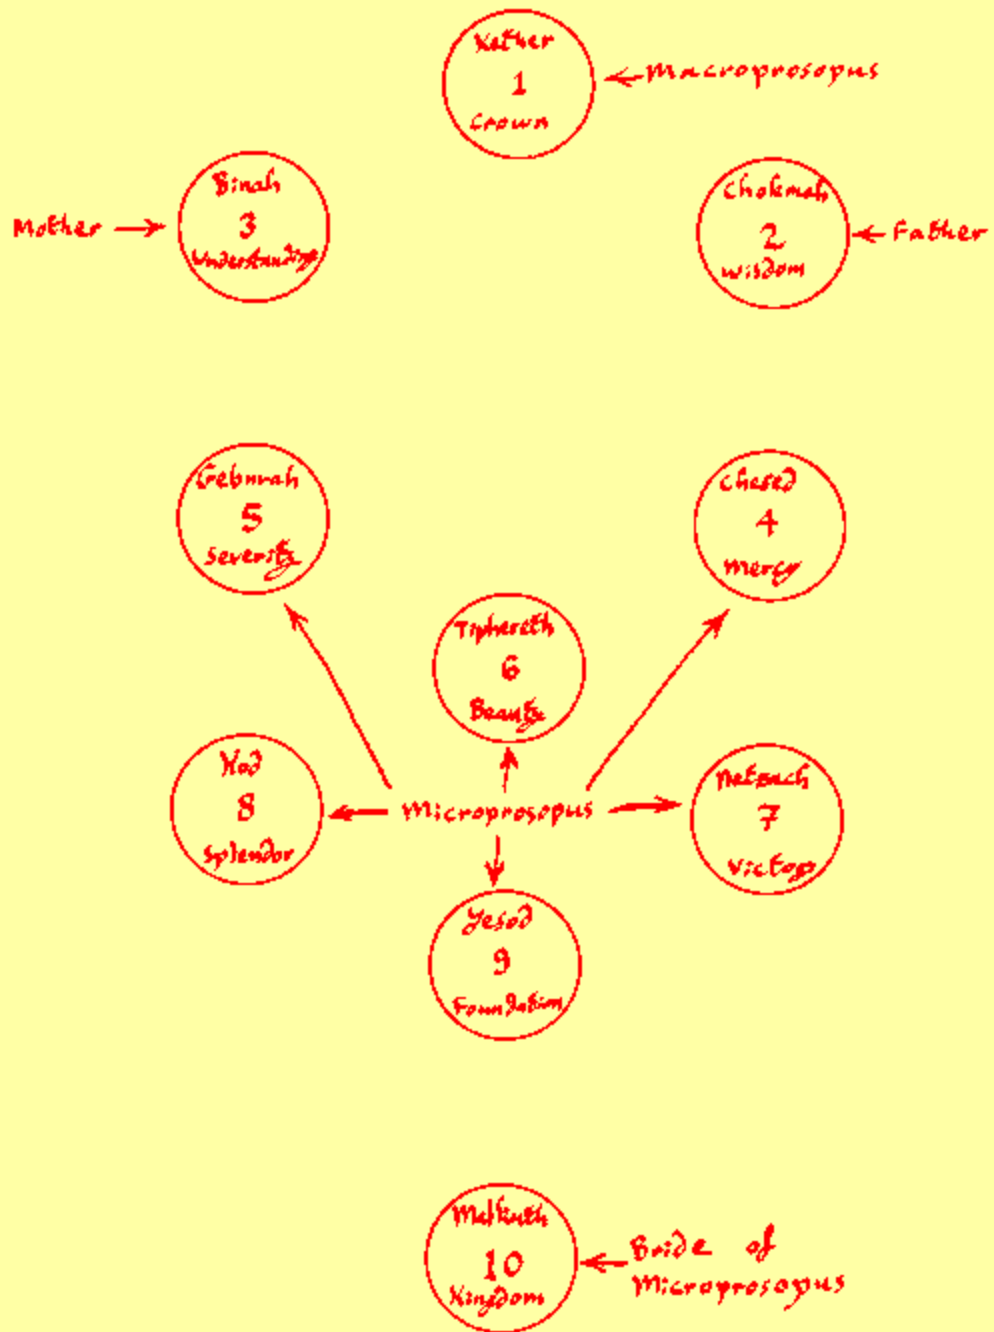 Kether
1
Crown
Macroprosopus
Binah
3
Understanding
Mother
Chokmah
2
Wisdom
Father
Geburah
5
Severity
Chesed
4
Mercy
Tiphereth
6
Beauty
Hod
8
Splendor
Microprosopus
Netzach
7
Victory
Yesod
9
Foundation
Malkuth
10
Kingdom
Bride of
Microprosopus